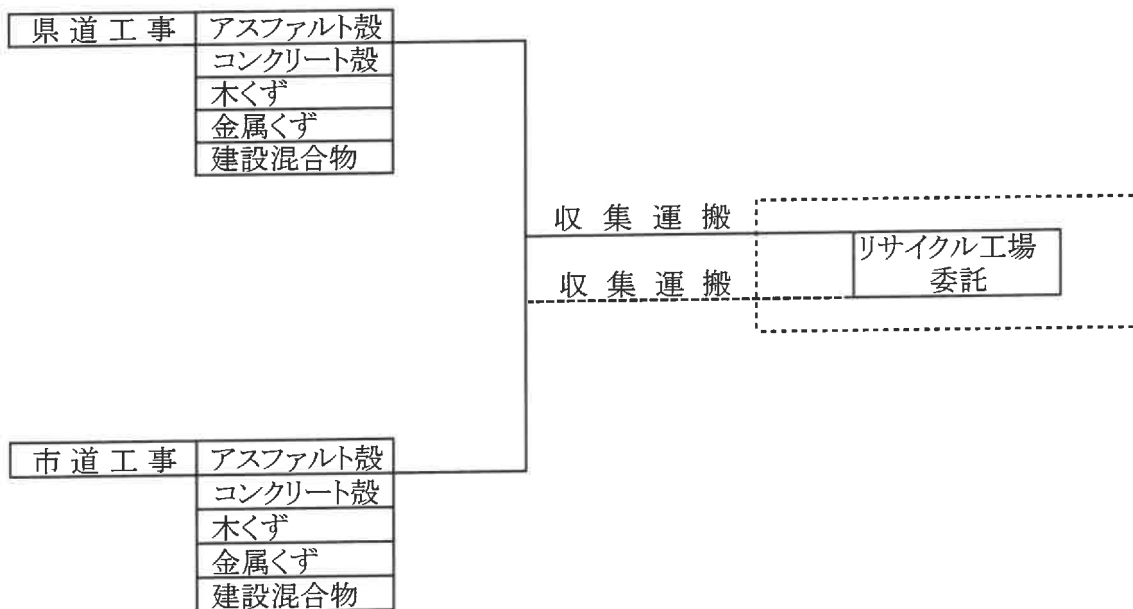 県道工事 アスファルト殻
コンクリート殻
木くず
金属くず
建設混合物
収集運搬
リサイクル工場
委託
収集運搬
市道工事 アスファルト殻
コンクリート殻
木くず
金属くず
建設混合物